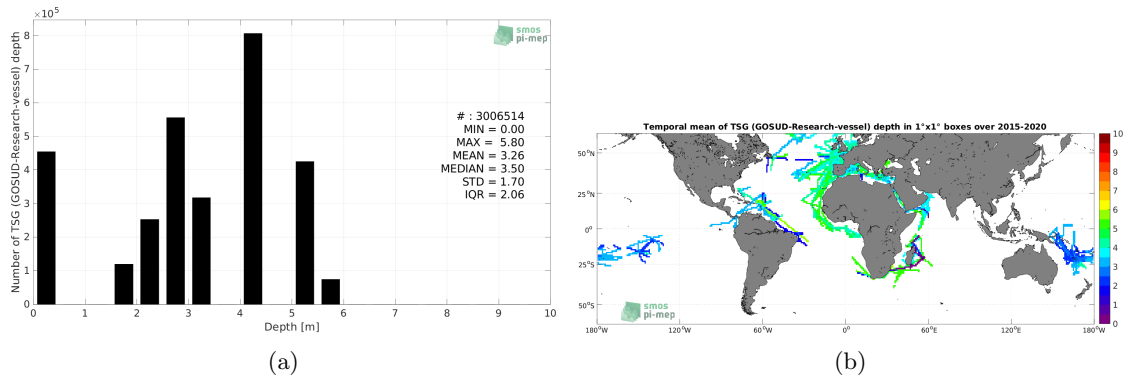 ×10⁵
8
7
6
5
4
3
2
1
0
Number of TSG (GOSUD-Research-vessel) depth
smos
pi-mep
# : 3006514
MIN = 0.00
MAX = 5.80
MEAN = 3.26
MEDIAN = 3.50
STD = 1.70
IQR = 2.06
0 1 2 3 4 5 6 7 8 9 10
Depth [m]
(a)
Temporal mean of TSG (GOSUD-Research-vessel) depth in 1°x1° boxes over 2015-2020
50°N
25°N
0°
25°S
50°S
smos
pi-mep
180°W 120°W 60°W 0° 60°E 120°E 180°E
10
9
8
7
6
5
4
3
2
1
0
(b)